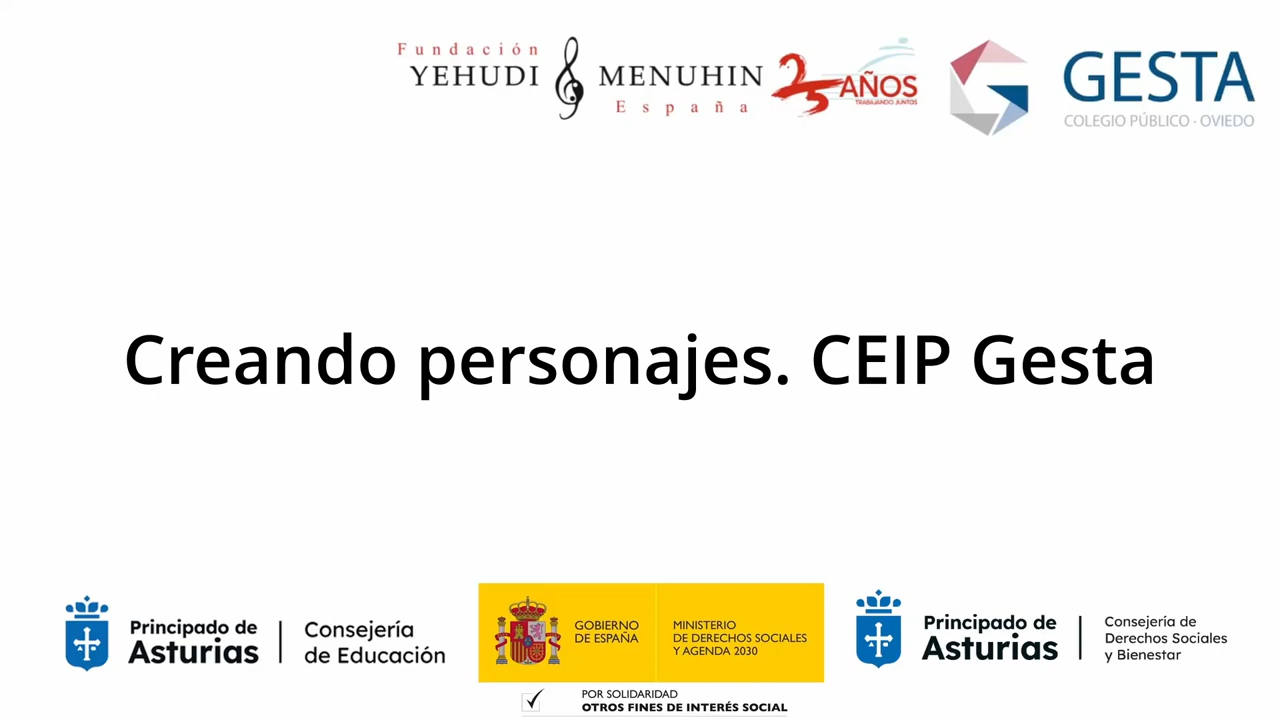 Fundación
YEHUDI MENUHIN
España
25 AÑOS
TRABAJANDO JUNTOS
GESTA
COLEGIO PÚBLICO · OVIEDO
Creando personajes. CEIP Gesta
Principado de
Asturias
Consejería
de Educación
GOBIERNO
DE ESPAÑA
MINISTERIO
DE DERECHOS SOCIALES
Y AGENDA 2030
POR SOLIDARIDAD
OTROS FINES DE INTERÉS SOCIAL
Principado de
Asturias
Consejería de
Derechos Sociales
y Bienestar